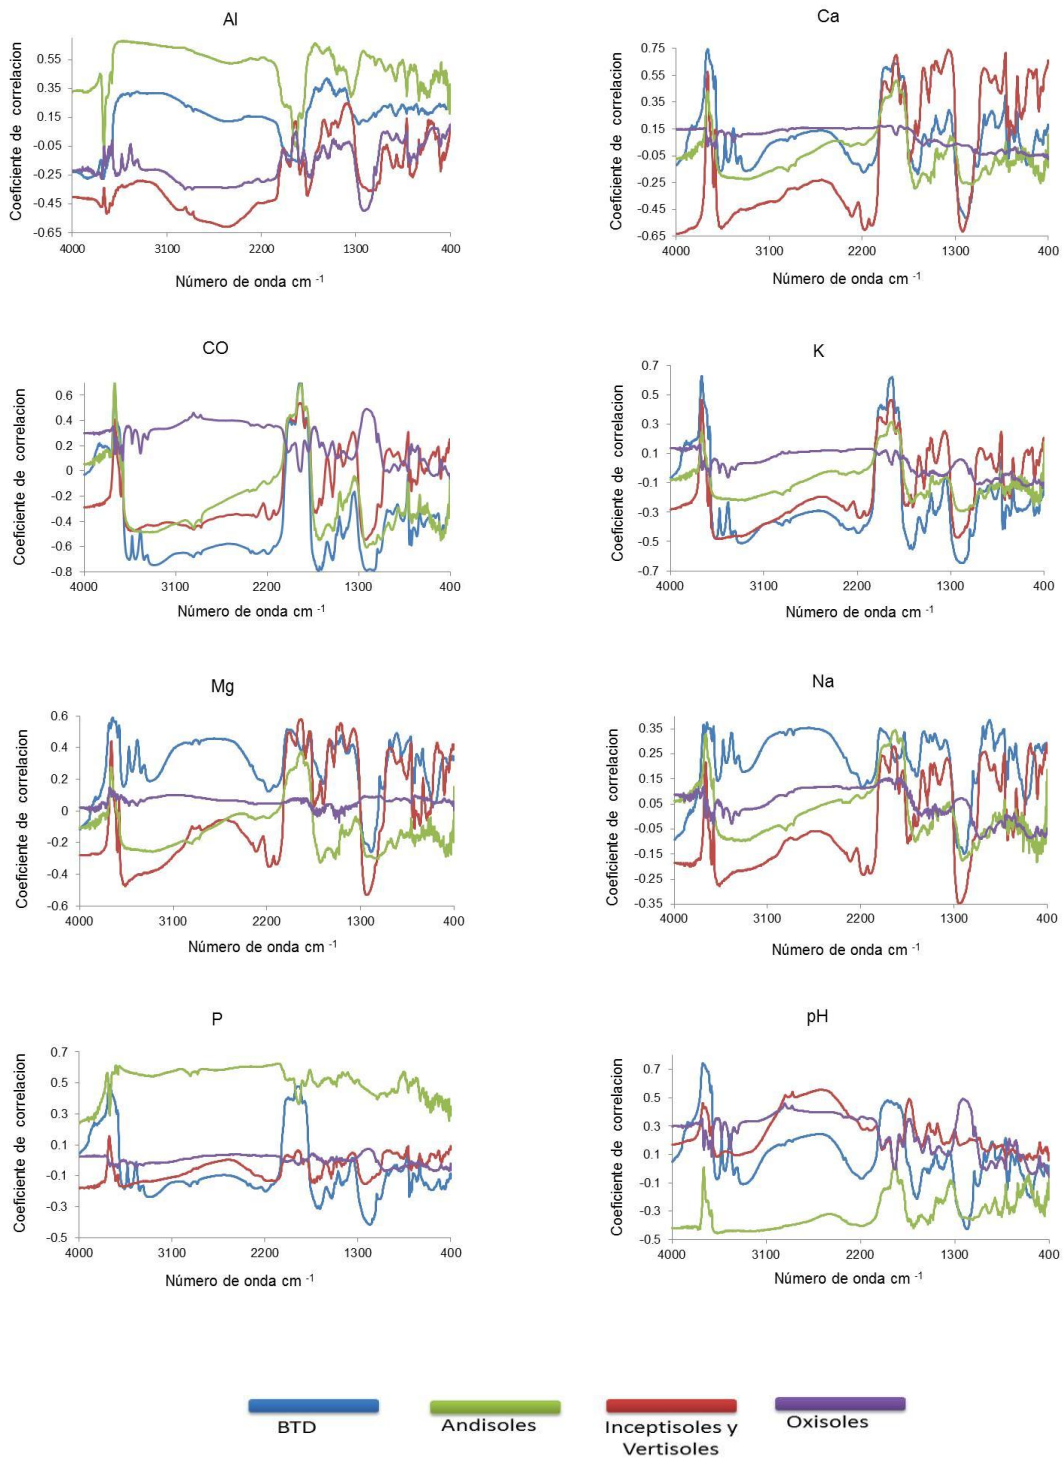 Al
Coeficiente de correlacion
0.55
0.35
0.15
-0.05
-0.25
-0.45
-0.65
4000 3100 2200 1300 400
Número de onda cm -1
Ca
Coeficiente de correlacion
0.75
0.55
0.35
0.15
-0.05
-0.25
-0.45
-0.65
4000 3100 2200 1300 400
Número de onda cm -1
CO
Coeficiente de correlacion
0.6
0.4
0.2
0
-0.2
-0.4
-0.6
-0.8
4000 3100 2200 1300 400
Número de onda cm -1
K
Coeficiente de correlacion
0.7
0.5
0.3
0.1
-0.1
-0.3
-0.5
-0.7
4000 3100 2200 1300 400
Número de onda cm -1
Mg
Coeficiente de correlacion
0.6
0.4
0.2
0
-0.2
-0.4
-0.6
4000 3100 2200 1300 400
Número de onda cm -1
Na
Coeficiente de correlacion
0.35
0.25
0.15
0.05
-0.05
-0.15
-0.25
-0.35
4000 3100 2200 1300 400
Número de onda cm -1
P
Coeficiente de correlacion
0.7
0.5
0.3
0.1
-0.1
-0.3
-0.5
4000 3100 2200 1300 400
Número de onda cm -1
pH
Coeficiente de correlacion
0.7
0.5
0.3
0.1
-0.1
-0.3
-0.5
4000 3100 2200 1300 400
Número de onda cm -1
BTD
Andisoles
Inceptisoles y
Vertisoles
Oxisoles